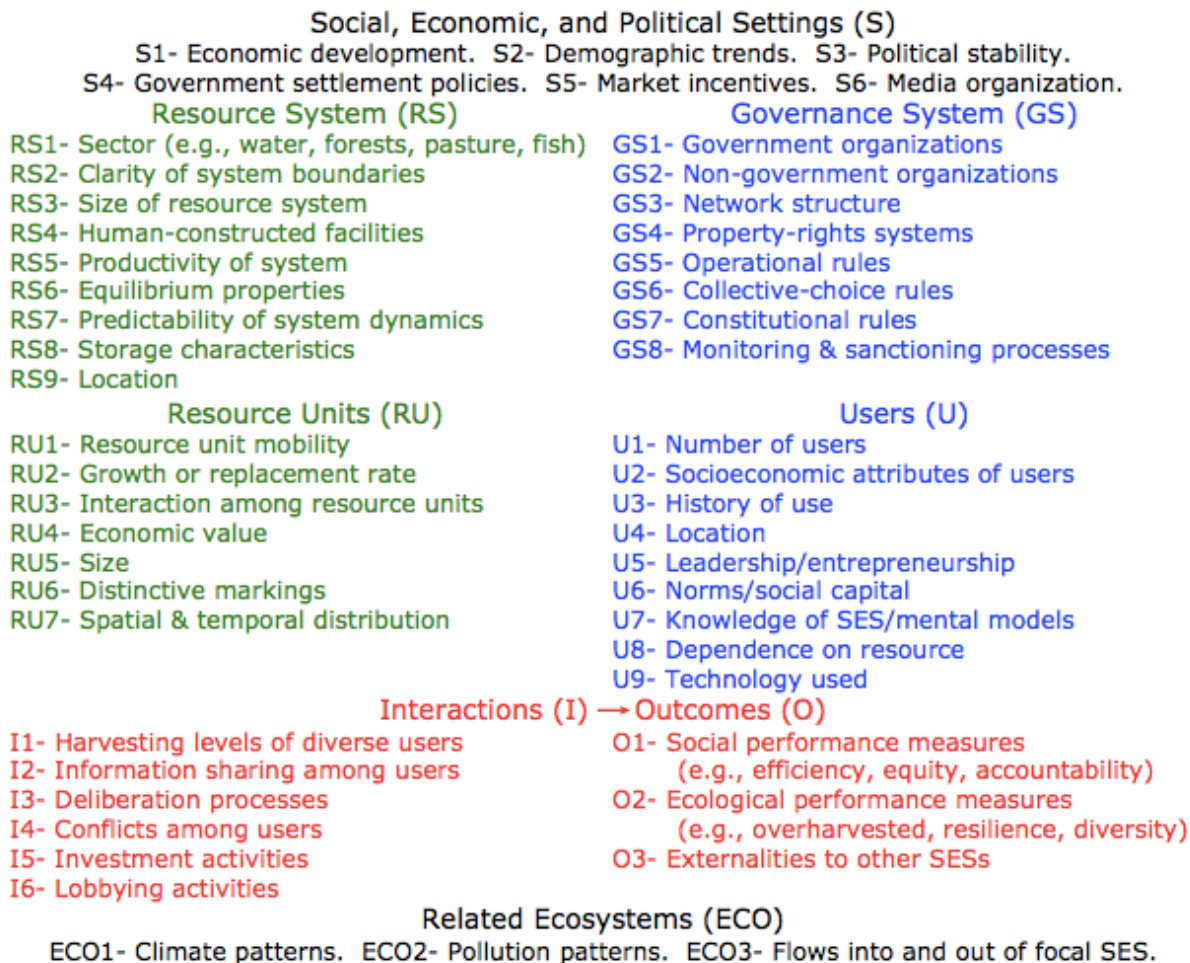 Social, Economic, and Political Settings (S)
S1- Economic development.  S2- Demographic trends.  S3- Political stability.
S4- Government settlement policies.  S5- Market incentives.  S6- Media organization.
Resource System (RS)
RS1- Sector (e.g., water, forests, pasture, fish)
RS2- Clarity of system boundaries
RS3- Size of resource system
RS4- Human-constructed facilities
RS5- Productivity of system
RS6- Equilibrium properties
RS7- Predictability of system dynamics
RS8- Storage characteristics
RS9- Location
Governance System (GS)
GS1- Government organizations
GS2- Non-government organizations
GS3- Network structure
GS4- Property-rights systems
GS5- Operational rules
GS6- Collective-choice rules
GS7- Constitutional rules
GS8- Monitoring & sanctioning processes
Resource Units (RU)
RU1- Resource unit mobility
RU2- Growth or replacement rate
RU3- Interaction among resource units
RU4- Economic value
RU5- Size
RU6- Distinctive markings
RU7- Spatial & temporal distribution
Users (U)
U1- Number of users
U2- Socioeconomic attributes of users
U3- History of use
U4- Location
U5- Leadership/entrepreneurship
U6- Norms/social capital
U7- Knowledge of SES/mental models
U8- Dependence on resource
U9- Technology used
Interactions (I) → Outcomes (O)
I1- Harvesting levels of diverse users
I2- Information sharing among users
I3- Deliberation processes
I4- Conflicts among users
I5- Investment activities
I6- Lobbying activities
O1- Social performance measures
(e.g., efficiency, equity, accountability)
O2- Ecological performance measures
(e.g., overharvested, resilience, diversity)
O3- Externalities to other SESs
Related Ecosystems (ECO)
ECO1- Climate patterns.  ECO2- Pollution patterns.  ECO3- Flows into and out of focal SES.